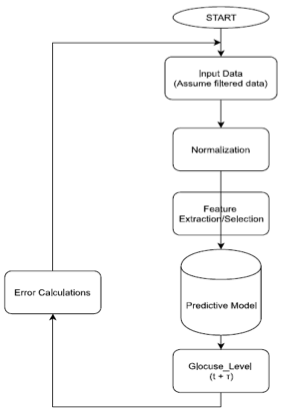 START
Input Data
(Assume filtered data)
Normalization
Feature
Extraction/Selection
Predictive Model
Error Calculations
Glocuse_Level
(t + τ)